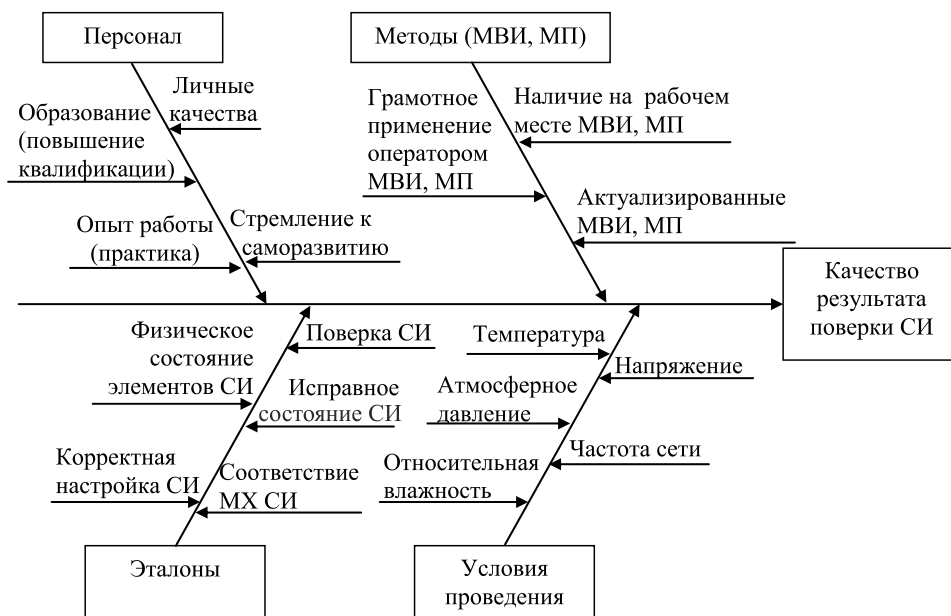 Персонал
Методы (МВИ, МП)
Личные
качества
Образование
(повышение
квалификации)
Опыт работы
(практика)
Стремление к
саморазвитию
Грамотное
применение
оператором
МВИ, МП
Наличие на рабочем
месте МВИ, МП
Актуализированные
МВИ, МП
Качество
результата
поверки СИ
Физическое
состояние
элементов СИ
Поверка СИ
Исправное
состояние СИ
Корректная
настройка СИ
Соответствие
МХ СИ
Температура
Напряжение
Атмосферное
давление
Частота сети
Относительная
влажность
Эталоны
Условия
проведения